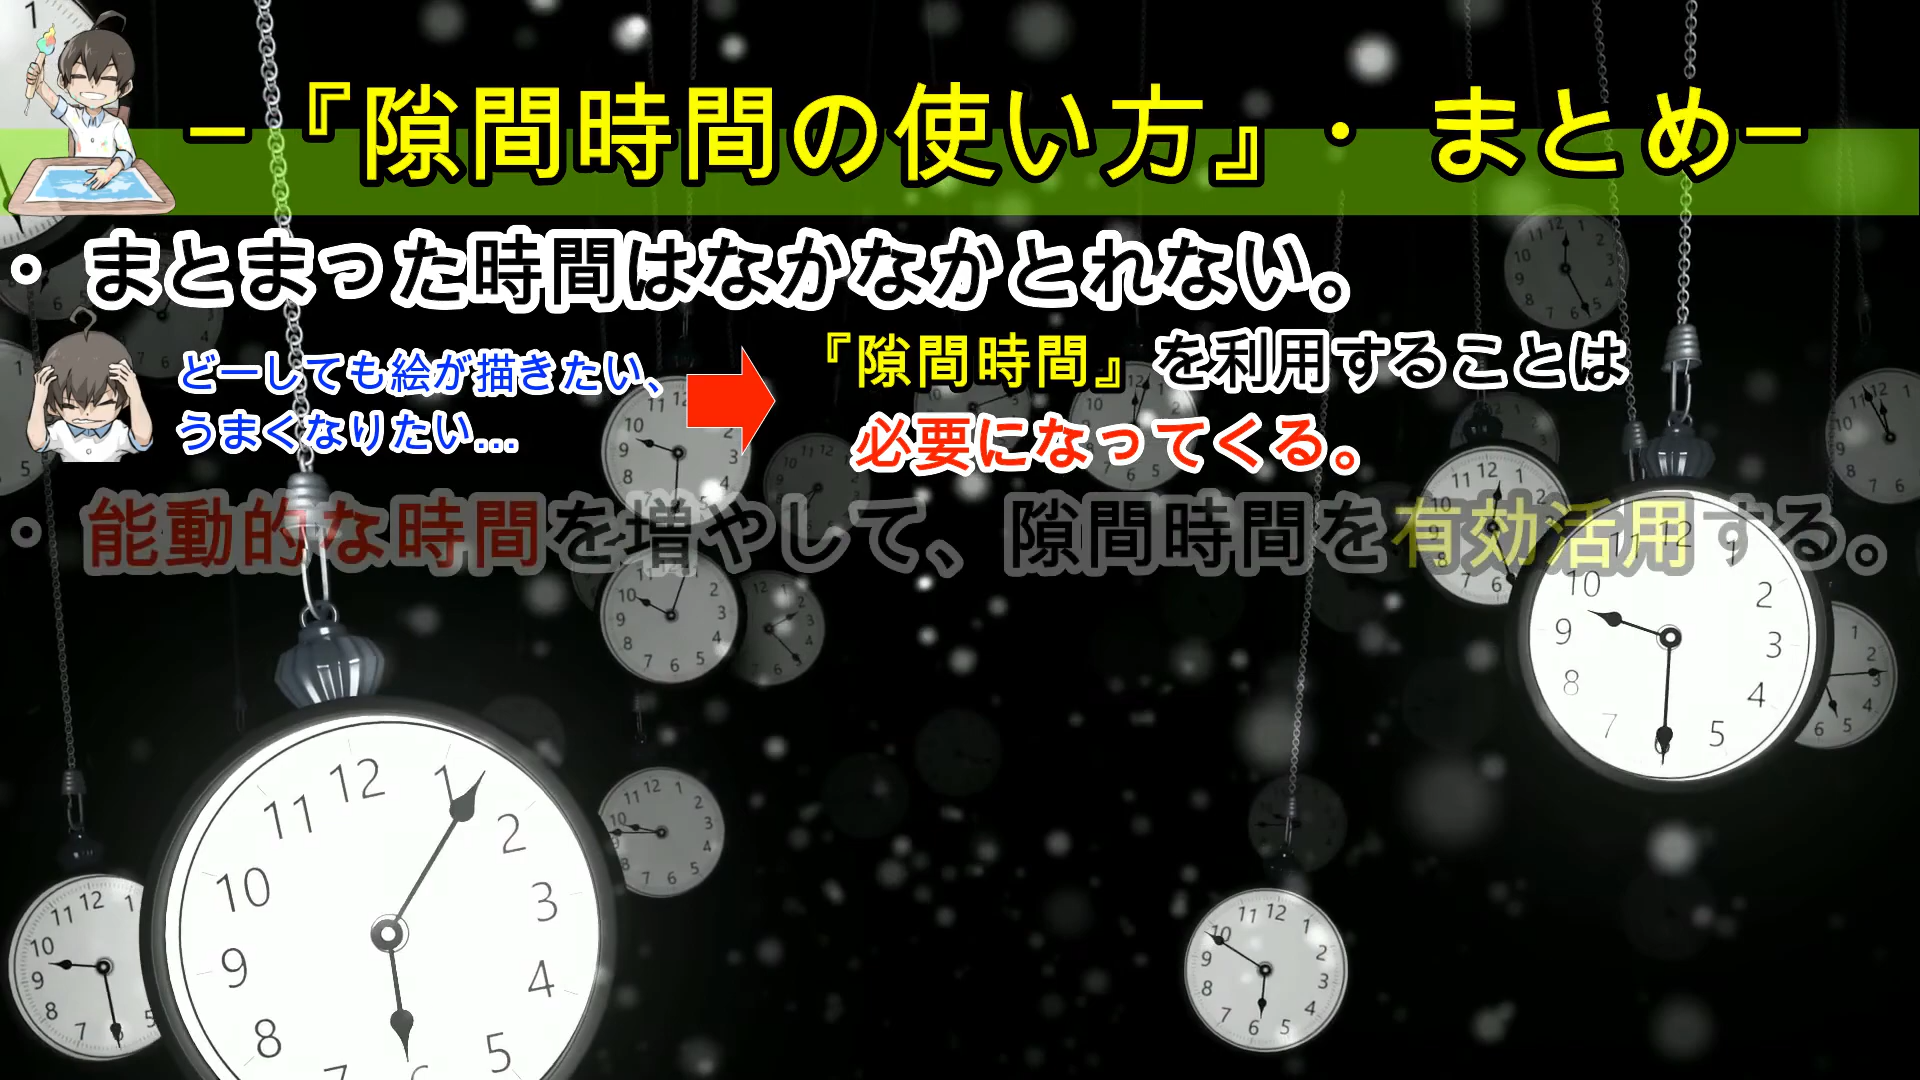 –『隙間時間の使い方』・ まとめ–
・まとまった時間はなかなかとれない。
どーしても絵が描きたい、
うまくなりたい…
『隙間時間』を利用することは
必要になってくる。
・能動的な時間を増やして、隙間時間を有効活用する。